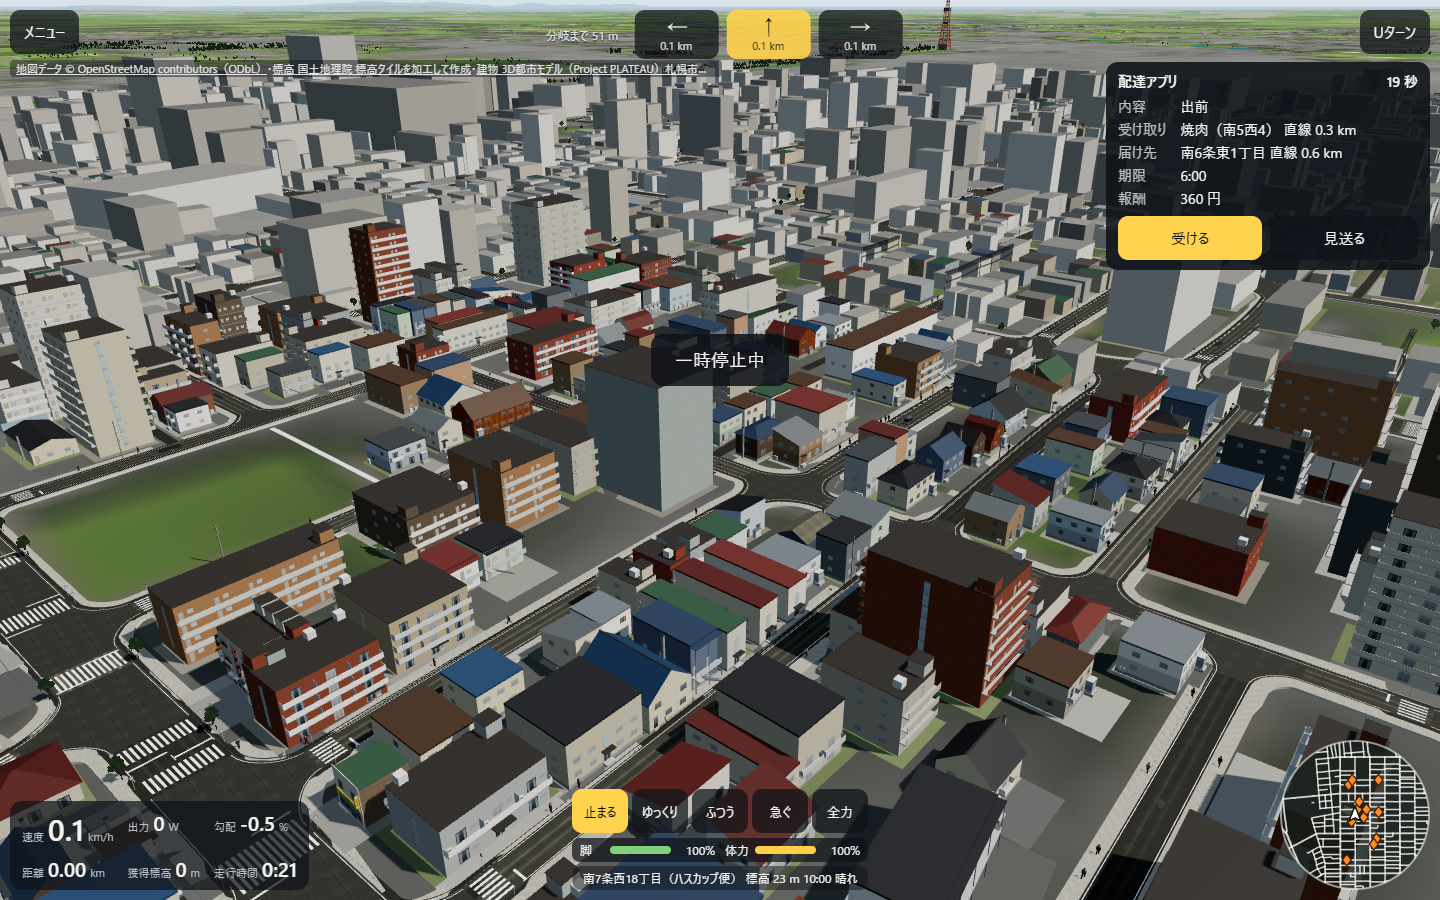 メニュー
分岐まで 51 m
← 0.1 km
↑ 0.1 km
→ 0.1 km
Uターン
地図データ © OpenStreetMap contributors（ODbL）・標高 国土地理院 標高タイルを加工して作成・建物 3D都市モデル（Project PLATEAU）札幌市...
配達アプリ 19 秒
内容 出前
受け取り 焼肉（南5西4） 直線 0.3 km
届け先 南6条東1丁目 直線 0.6 km
期限 6:00
報酬 360 円
受ける 見送る
一時停止中
速度 0.1 km/h 出力 0 W 勾配 -0.5 %
距離 0.00 km 獲得標高 0 m 走行時間 0:21
止まる ゆっくり ふつう 急ぐ 全力
脚 100% 体力 100%
南7条西18丁目（ハスカップ便） 標高 23 m 10:00 晴れ